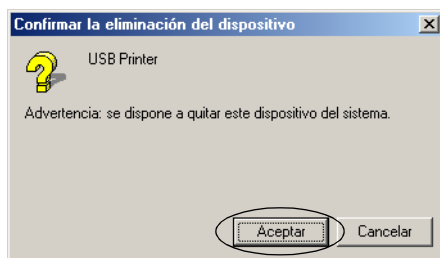 Confirmar la eliminación del dispositivo
USB Printer
Advertencia: se dispone a quitar este dispositivo del sistema.
Aceptar Cancelar